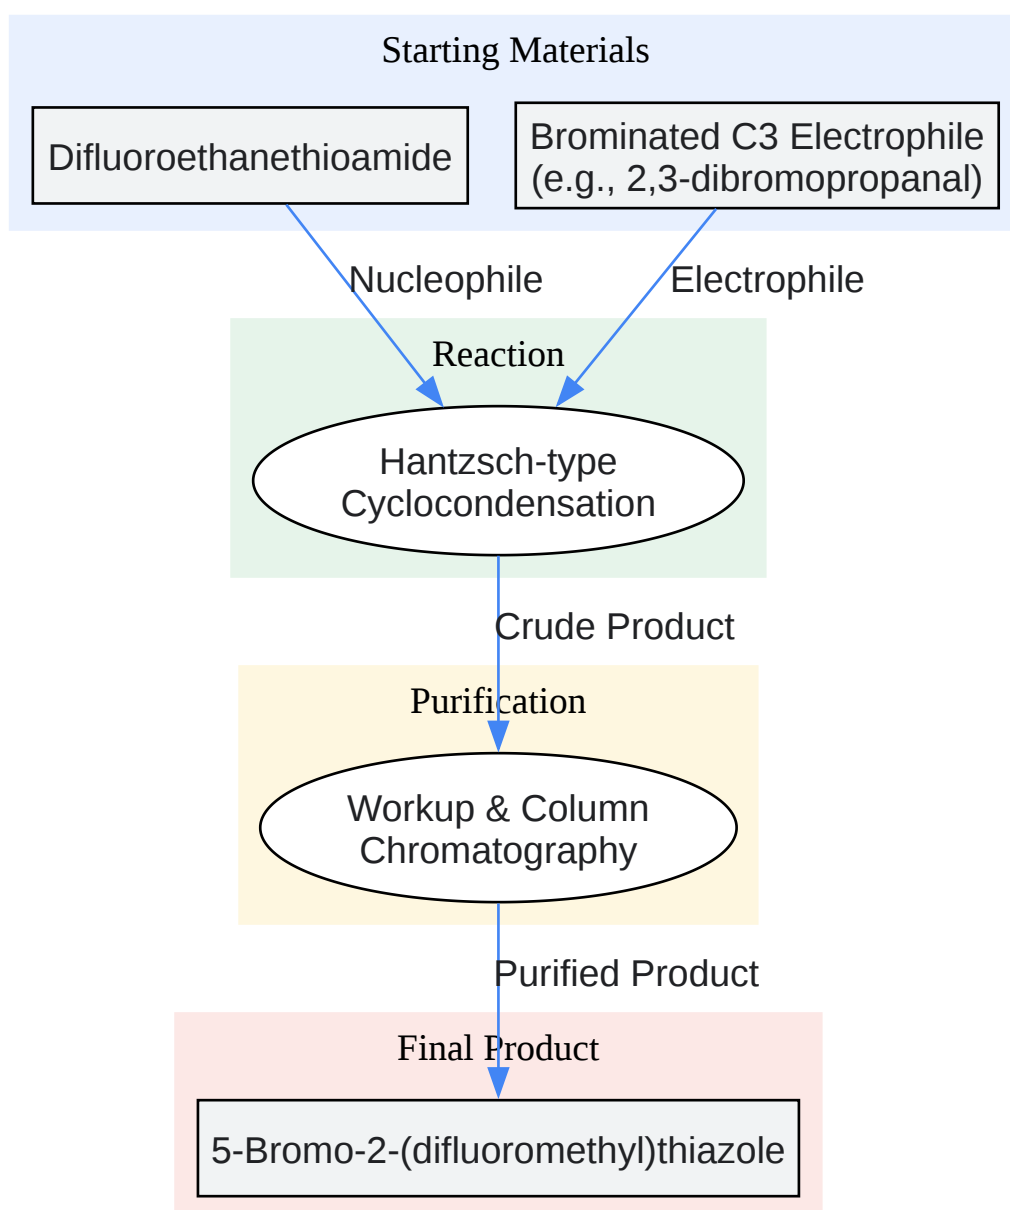 Starting Materials
Difluoroethanethioamide
Brominated C3 Electrophile
(e.g., 2,3-dibromopropanal)
Nucleophile
Electrophile
Reaction
Hantzsch-type
Cyclocondensation
Crude Product
Purification
Workup & Column
Chromatography
Purified Product
Final Product
5-Bromo-2-(difluoromethyl)thiazole